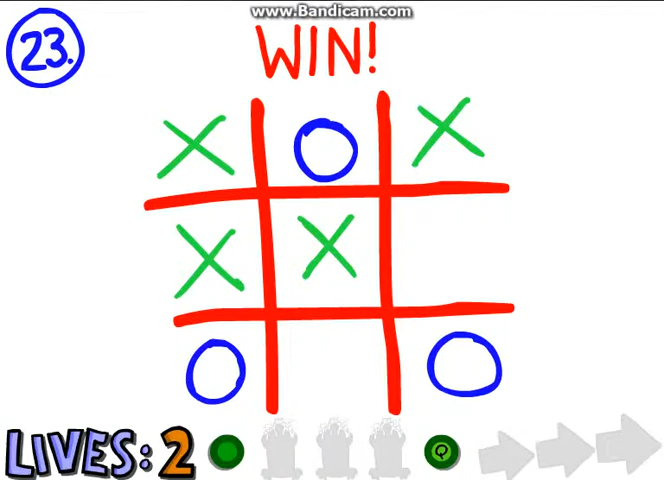 www.Bandicam.com
23.
WIN!
X O X
X X
O O
LIVES: 2
Q